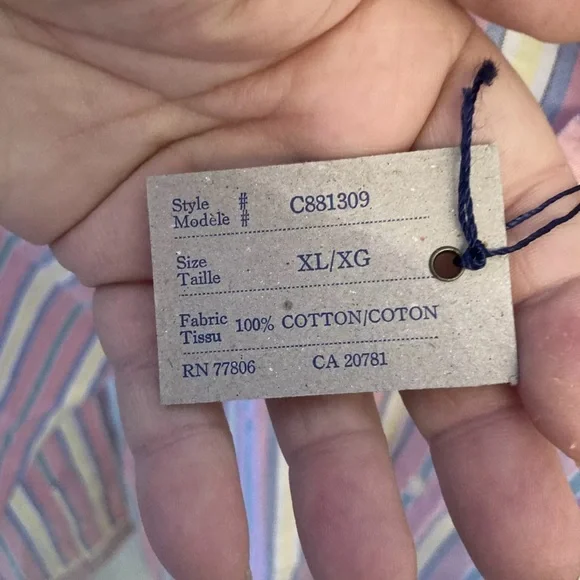 Style # C881309
Modèle #
Size XL/XG
Taille
Fabric 100% COTTON/COTON
Tissu
RN 77806 CA 20781